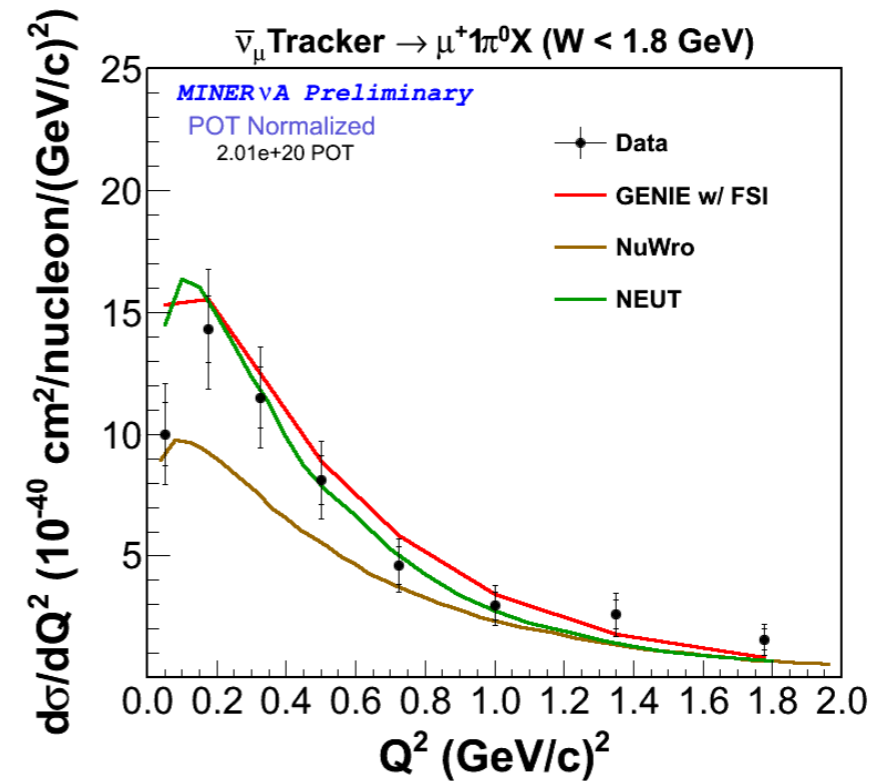 ν̅μTracker → μ⁺1π⁰X (W < 1.8 GeV)
MINERνA Preliminary
POT Normalized
2.01e+20 POT
Data
GENIE w/ FSI
NuWro
NEUT
25
20
15
10
5
dσ/dQ² (10⁻⁴⁰ cm²/nucleon/(GeV/c)²)
0.0 0.2 0.4 0.6 0.8 1.0 1.2 1.4 1.6 1.8 2.0
Q² (GeV/c)²